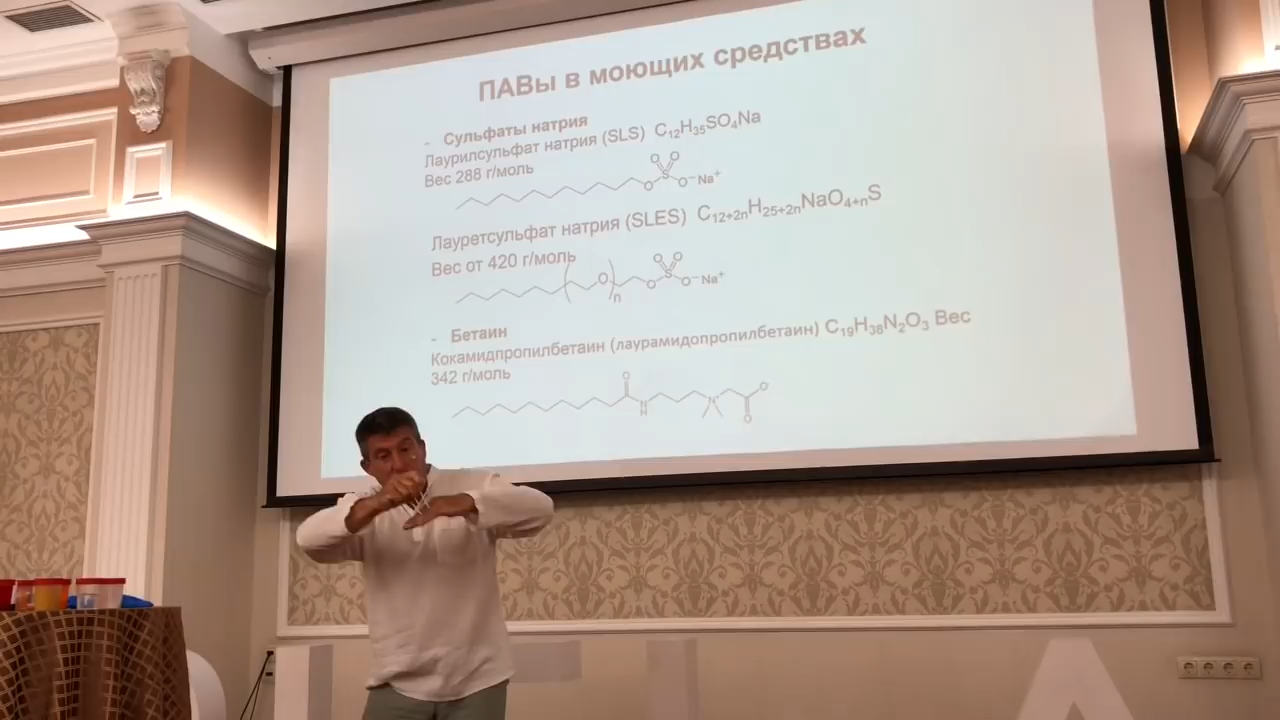 ПАВы в моющих средствах
- Сульфаты натрия
Лаурилсульфат натрия (SLS) C₁₂H₃₅SO₄Na
Вес 288 г/моль
O O
S
O O⁻ Na⁺
Лауретсульфат натрия (SLES) C₁₂₊₂ₙH₂₅₊₂ₙNaO₄₊ₙS
Вес от 420 г/моль
O O
( O )n O S O⁻ Na⁺
- Бетаин
Кокамидпропилбетаин (лаурамидопропилбетаин) C₁₉H₃₈N₂O₃ Вес
342 г/моль
O
N H N⁺ O
O